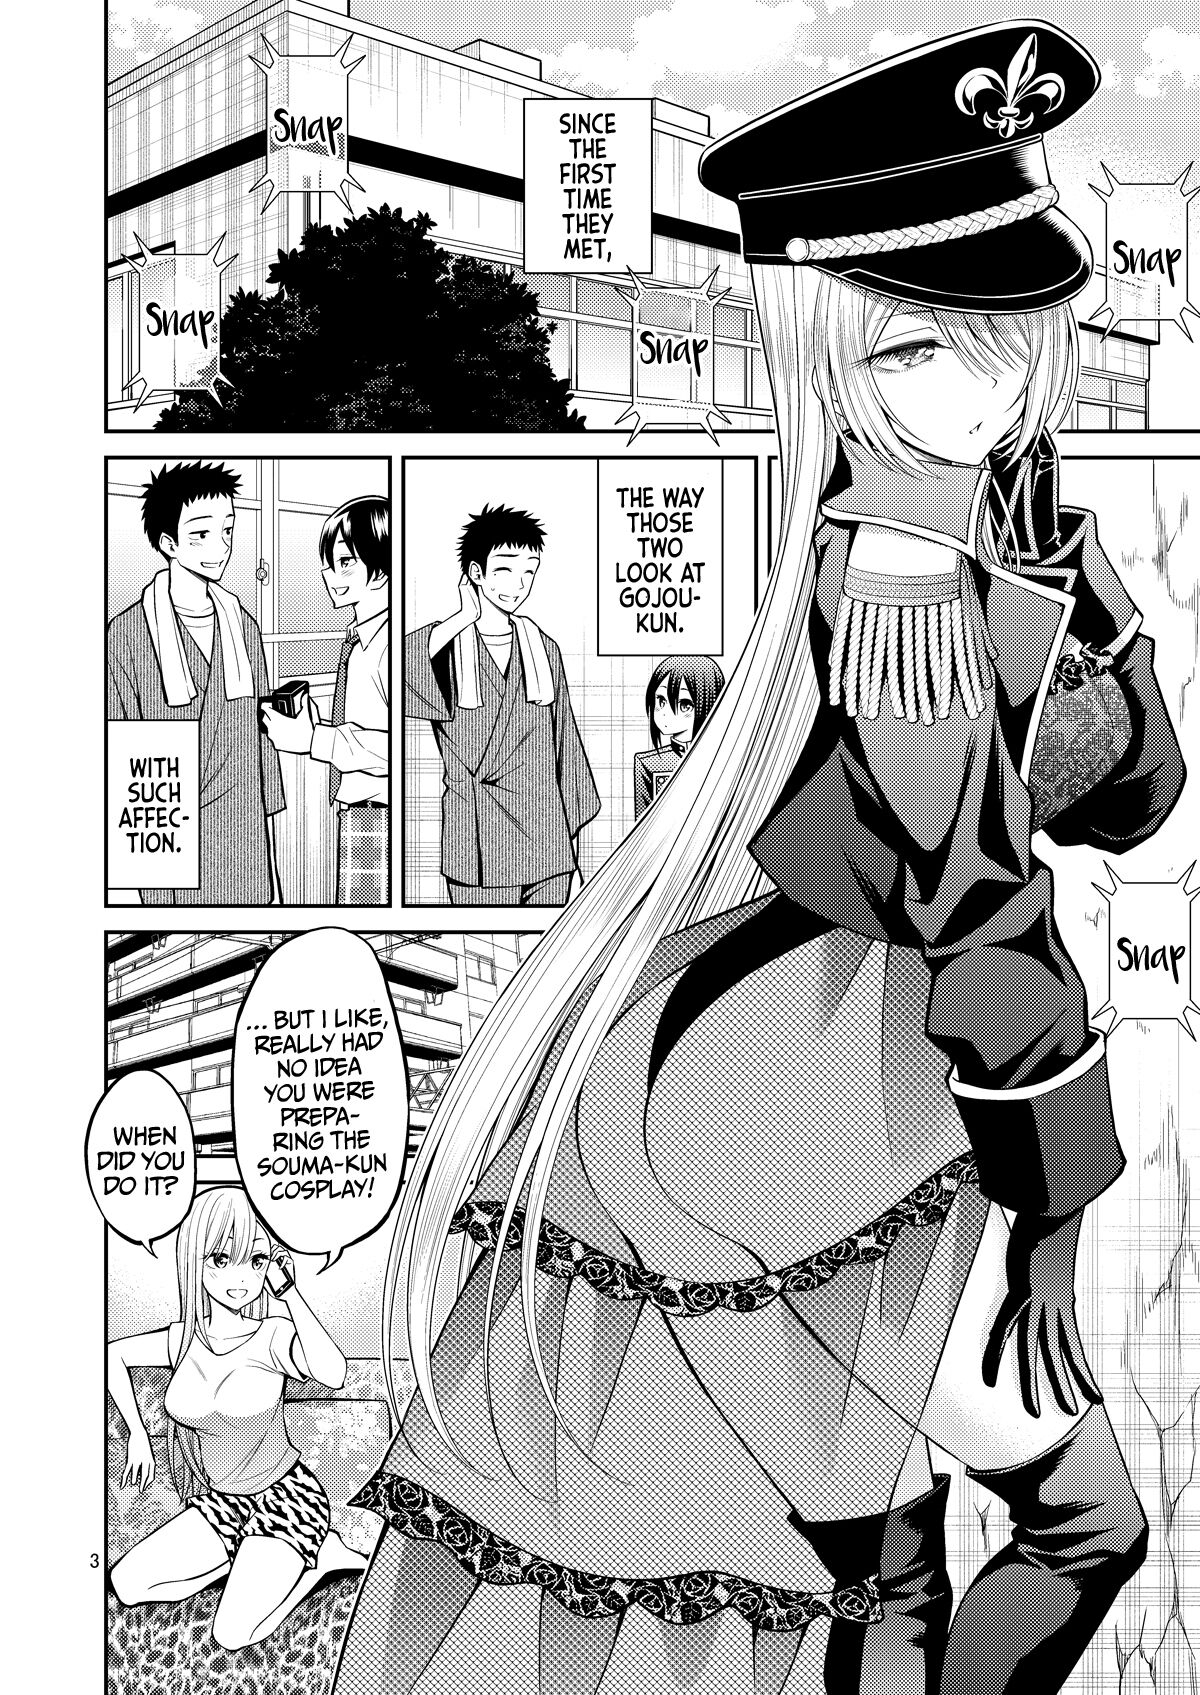 Snap
SINCE
THE
FIRST
TIME
THEY
MET,
Snap
Snap
Snap
WITH
SUCH
AFFEC-
TION.
THE WAY
THOSE
TWO
LOOK AT
GOJOU-
KUN.
Snap
WHEN
DID YOU
DO IT?
... BUT I LIKE,
REALLY HAD
NO IDEA
YOU WERE
PREPA-
RING THE
SOUMA-KUN
COSPLAY!
3